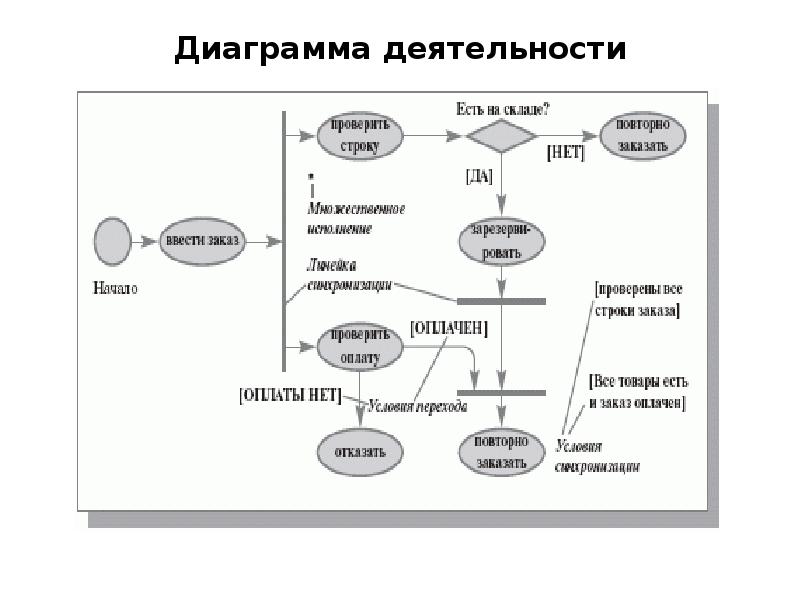 Диаграмма деятельности
Есть на складе?
проверить
строку
повторно
заказать
[НЕТ]
[ДА]
*
Множественное
исполнение
ввести заказ
зарезерви-
ровать
Линейка
синхронизации
Начало
[проверены все
строки заказа]
[ОПЛАЧЕН]
проверить
оплату
[ОПЛАТЫ НЕТ]
Условия перехода
[Все товары есть
и заказ оплачен]
отказать
повторно
заказать
Условия
синхронизации